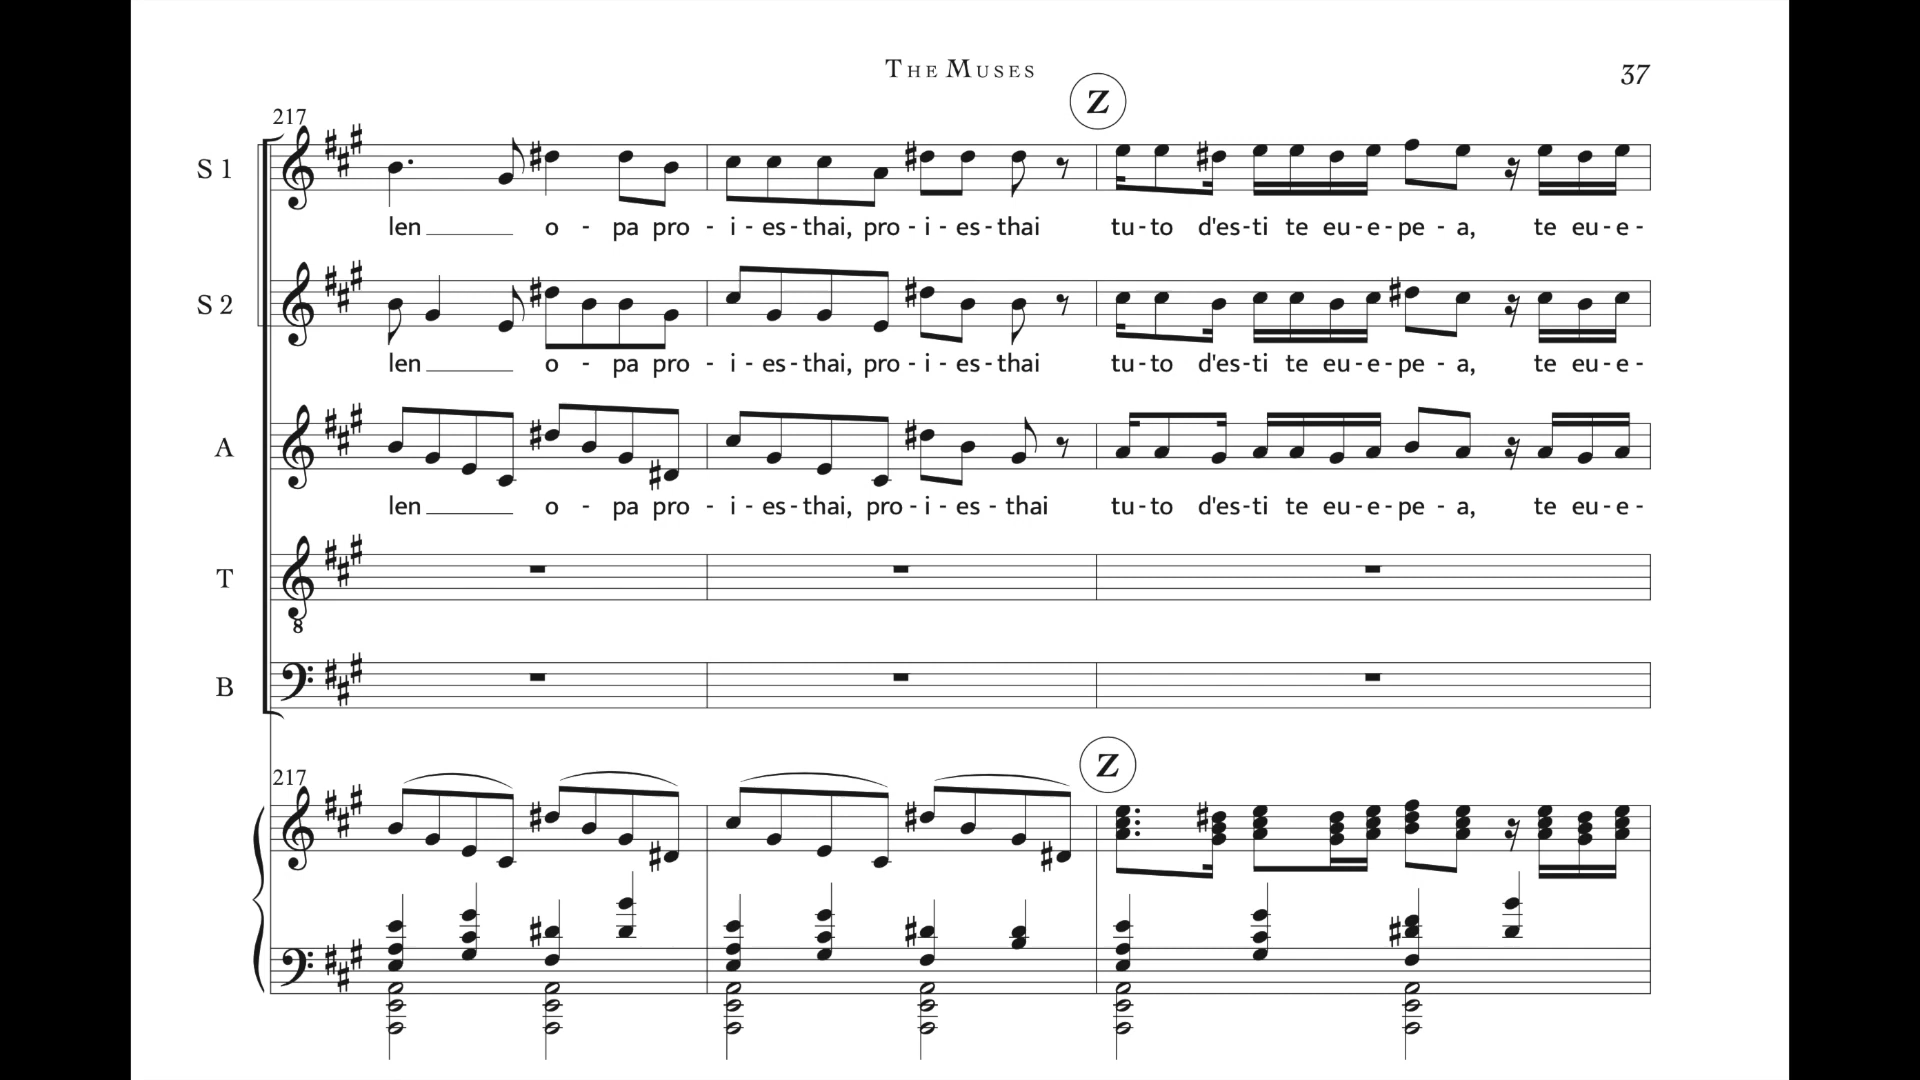 THE MUSES 37
Z
217
S 1
len o - pa pro - i - es - thai, pro - i - es - thai tu - to d'es - ti te eu - e - pe - a, te eu - e -
S 2
len o - pa pro - i - es - thai, pro - i - es - thai tu - to d'es - ti te eu - e - pe - a, te eu - e -
A
len o - pa pro - i - es - thai, pro - i - es - thai tu - to d'es - ti te eu - e - pe - a, te eu - e -
T
8
B
Z
217